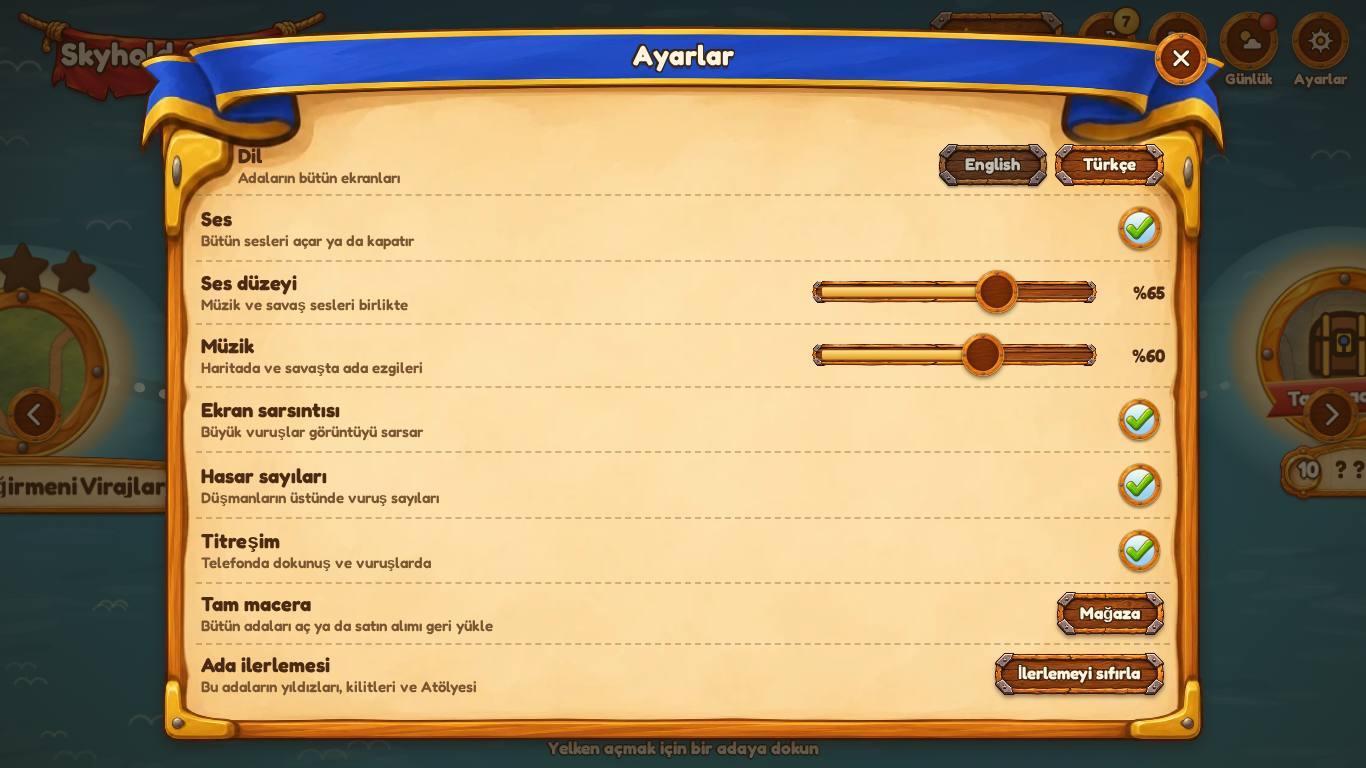 Skyhold
7
Ayarlar
Günlük
Ayarlar
Dil
Adaların bütün ekranları
English
Türkçe
Ses
Bütün sesleri açar ya da kapatır
Ses düzeyi
Müzik ve savaş sesleri birlikte
%65
Müzik
Haritada ve savaşta ada ezgileri
%60
Ekran sarsıntısı
Büyük vuruşlar görüntüyü sarsar
Hasar sayıları
Düşmanların üstünde vuruş sayıları
Titreşim
Telefonda dokunuş ve vuruşlarda
Tam macera
Bütün adaları aç ya da satın alımı geri yükle
Mağaza
Ada ilerlemesi
Bu adaların yıldızları, kilitleri ve Atölyesi
İlerlemeyi sıfırla
ğirmeni Virajlar
10 ? ?
Yelken açmak için bir adaya dokun